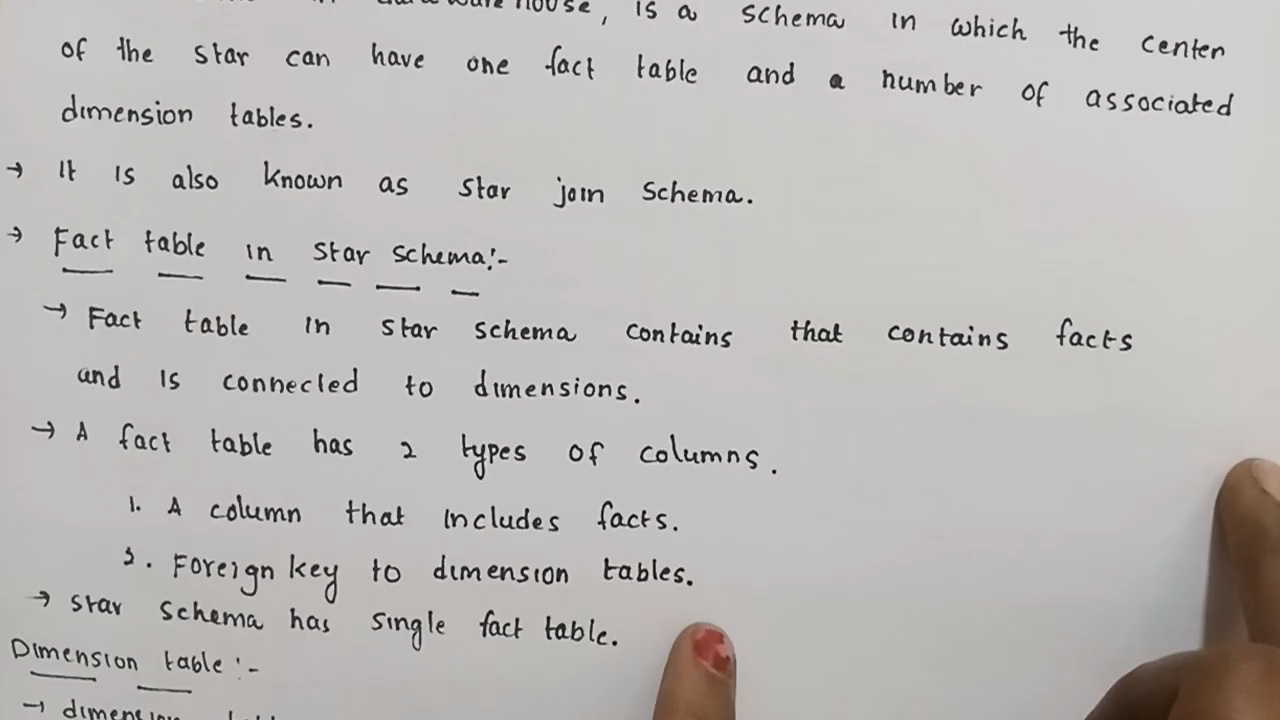 house, is a schema in which the center
of the star can have one fact table and a number of associated
dimension tables.
→ It is also known as star join schema.
→ Fact table in star schema:-
→ Fact table in star schema contains that contains facts
and is connected to dimensions.
→ A fact table has 2 types of columns.
1. A column that includes facts.
2. Foreign key to dimension tables.
→ star schema has single fact table.
Dimension table:-
→ dimension